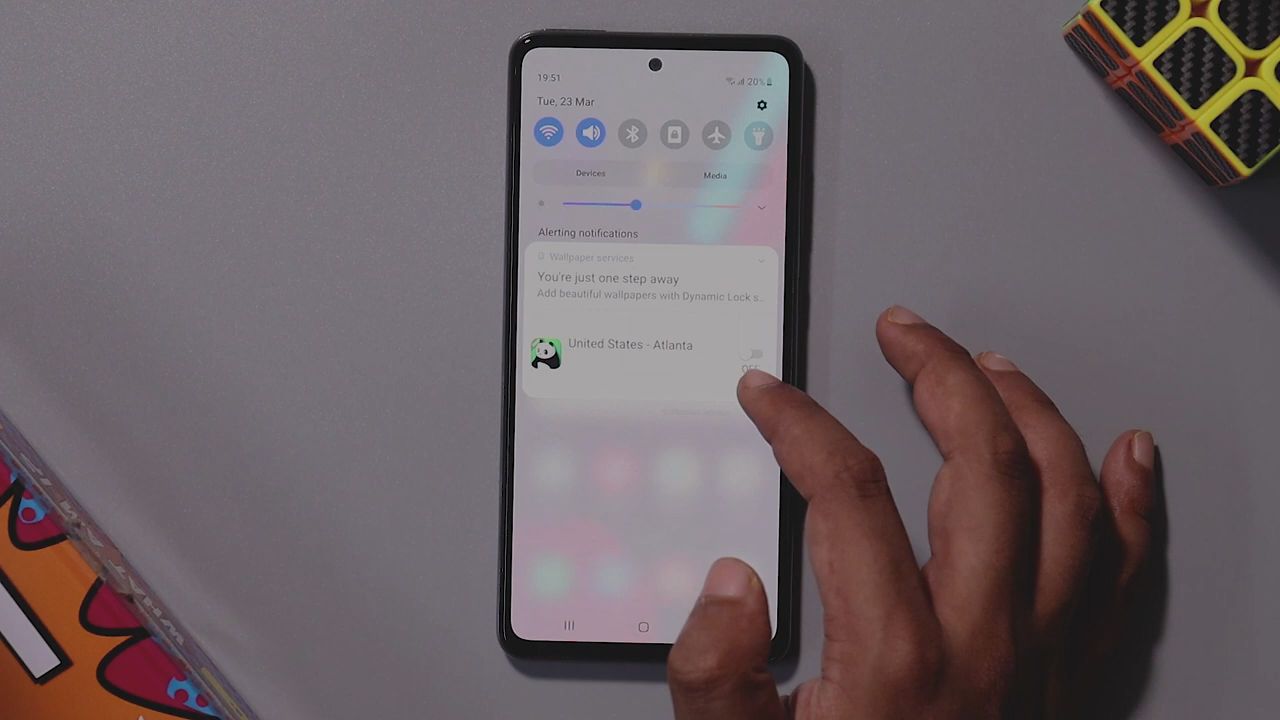 19:51
20%
Tue, 23 Mar
Devices
Media
Alerting notifications
Wallpaper services
You're just one step away
Add beautiful wallpapers with Dynamic Lock s..
United States - Atlanta